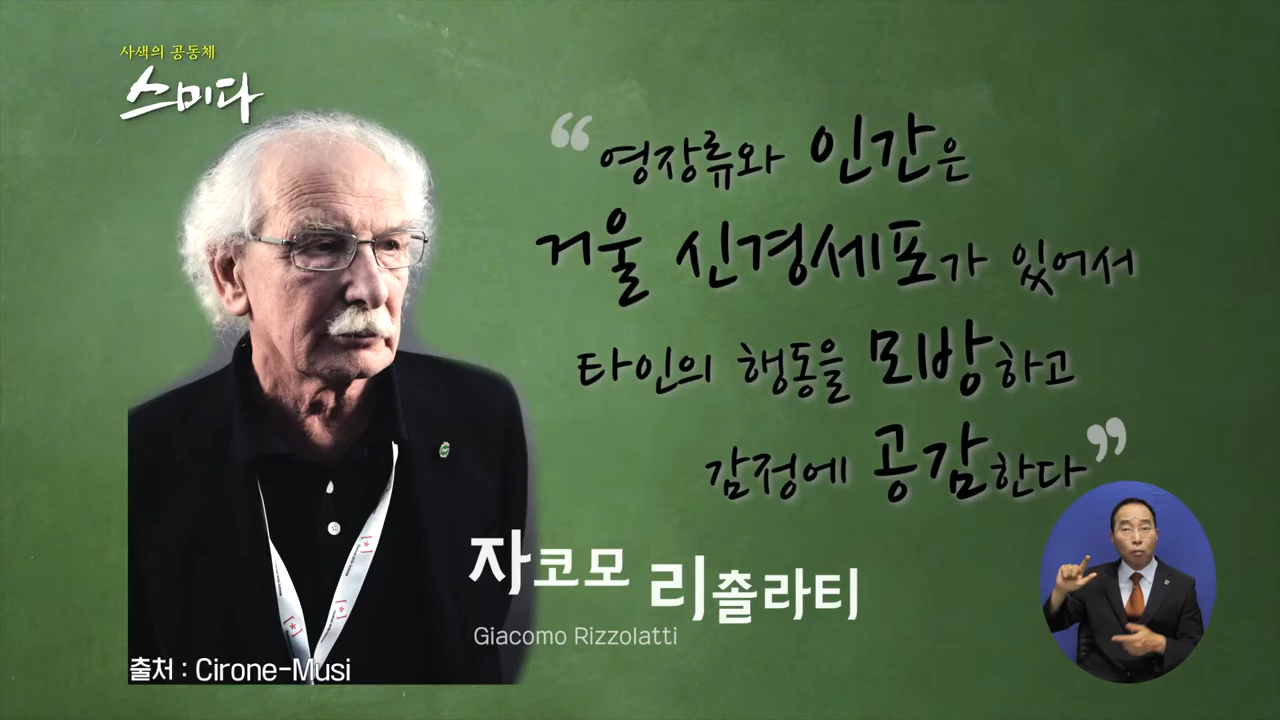 사색의 공동체
스미다
“영장류와 인간은
거울 신경세포가 있어서
타인의 행동을 모방하고
감정에 공감한다”
자코모 리촐라티
Giacomo Rizzolatti
출처 : Cirone-Musi
[*]
[*]
[*]